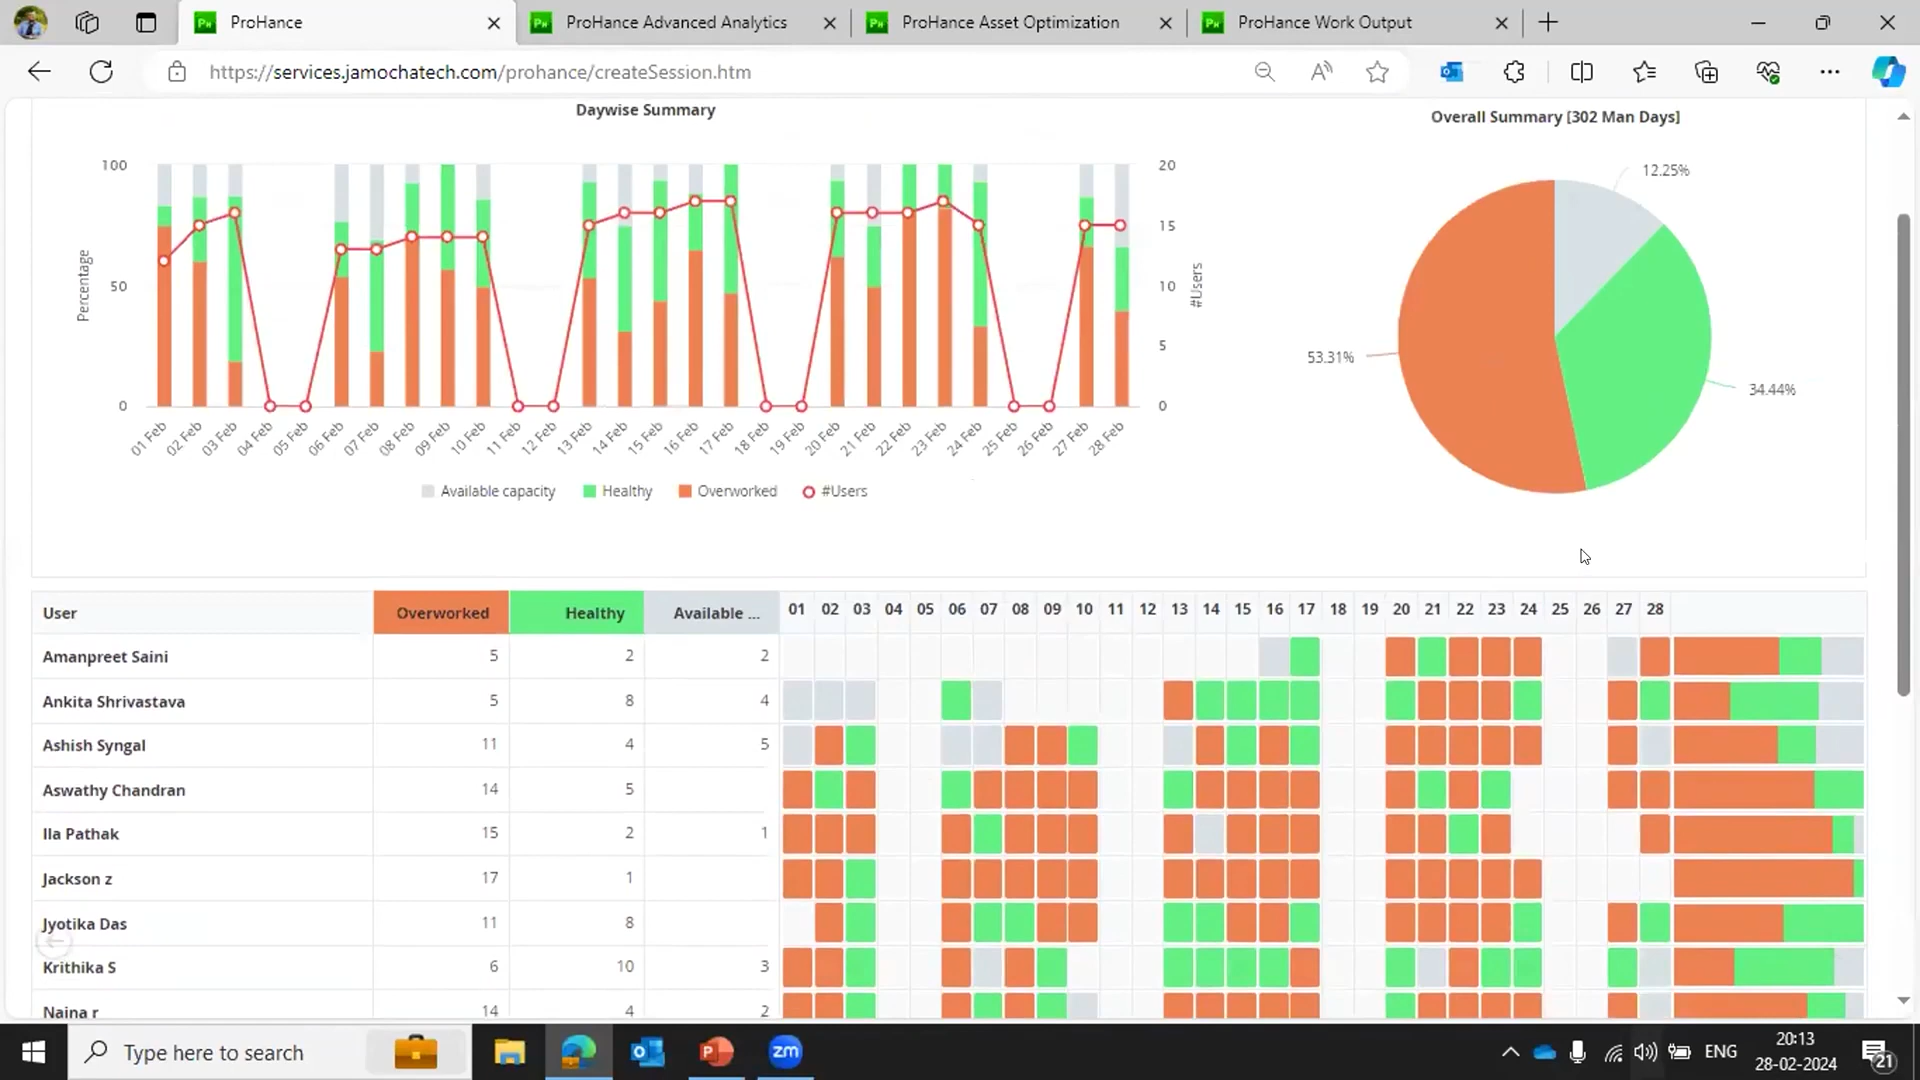 ProHance
ProHance Advanced Analytics
ProHance Asset Optimization
ProHance Work Output
https://services.jamochatech.com/prohance/createSession.htm
Daywise Summary
Overall Summary [302 Man Days]
100
50
0
Percentage
20
15
10
5
0
#Users
01 Feb
02 Feb
03 Feb
04 Feb
05 Feb
06 Feb
07 Feb
08 Feb
09 Feb
10 Feb
11 Feb
12 Feb
13 Feb
14 Feb
15 Feb
16 Feb
17 Feb
18 Feb
19 Feb
20 Feb
21 Feb
22 Feb
23 Feb
24 Feb
25 Feb
26 Feb
27 Feb
28 Feb
Available capacity Healthy Overworked #Users
12.25%
53.31%
34.44%
User Overworked Healthy Available ... 01 02 03 04 05 06 07 08 09 10 11 12 13 14 15 16 17 18 19 20 21 22 23 24 25 26 27 28
Amanpreet Saini 5 2 2
Ankita Shrivastava 5 8 4
Ashish Syngal 11 4 5
Aswathy Chandran 14 5
Ila Pathak 15 2 1
Jackson z 17 1
Jyotika Das 11 8
Krithika S 6 10 3
Naina r 14 4 2
Type here to search
zm
ENG
20:13
28-02-2024
21